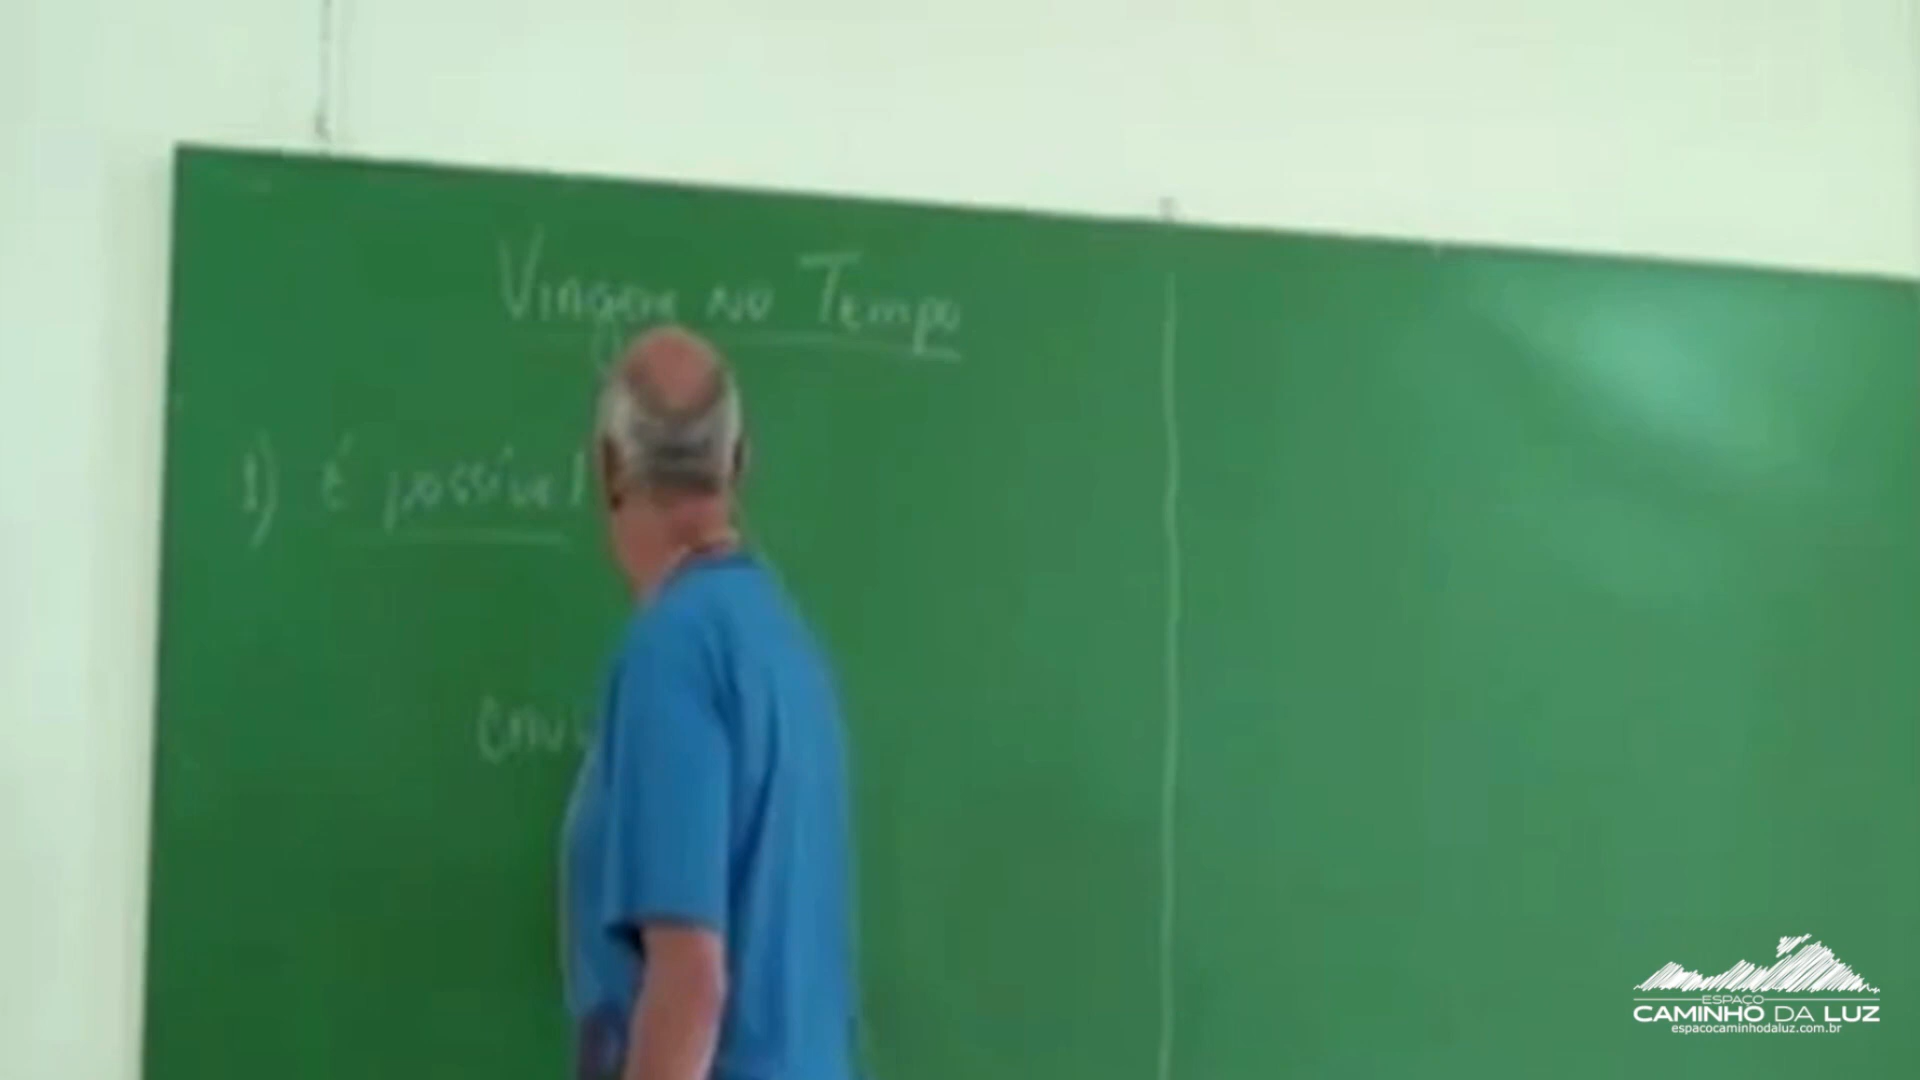 Viagem no Tempo
1) É possível
ESPAÇO
CAMINHO DA LUZ
espacocaminhodaluz.com.br